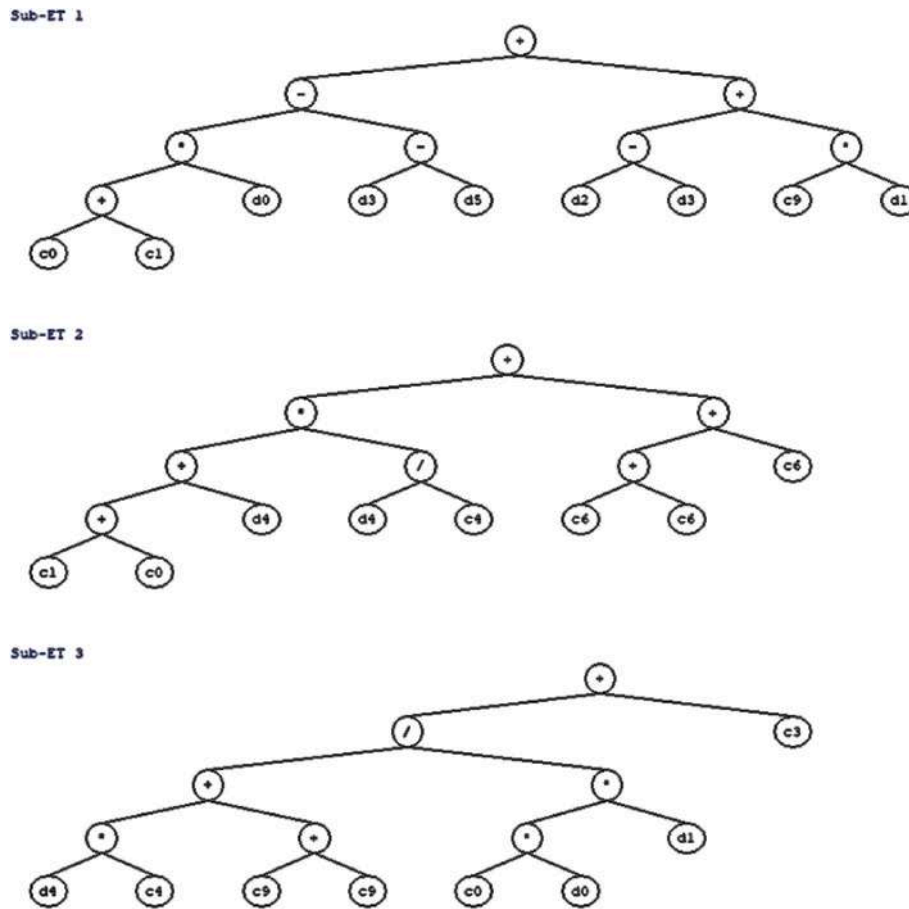 Sub-ET 1
+
- +
* - - *
+ d0 d3 d5 d2 d3 c9 d1
c0 c1
Sub-ET 2
+
* +
+ / + c6
+ d4 d4 c4 c6 c6
c1 c0
Sub-ET 3
+
/ c3
+ *
* + * d1
d4 c4 c9 c9 c0 d0